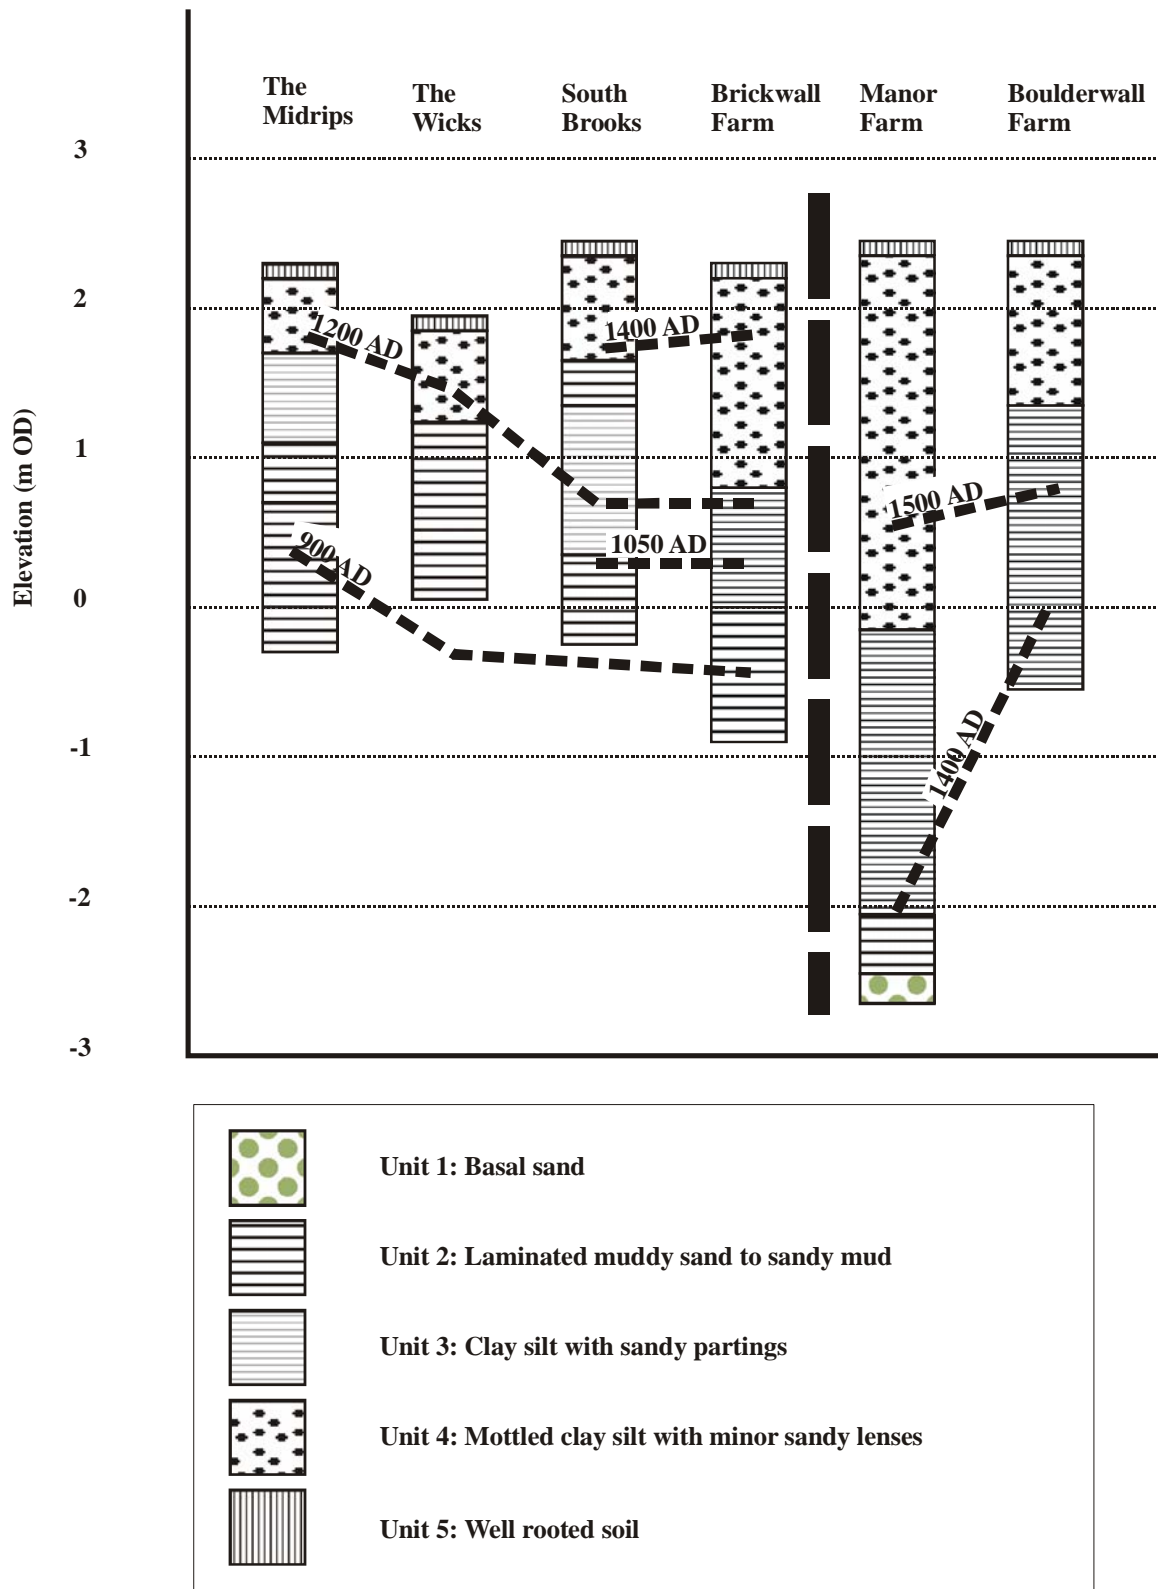 The
Midrips
The
Wicks
South
Brooks
Brickwall
Farm
Manor
Farm
Boulderwall
Farm
3
2
1
0
-1
-2
-3
Elevation (m OD)
1200 AD
1400 AD
900 AD
1050 AD
1500 AD
1400 AD
Unit 1: Basal sand
Unit 2: Laminated muddy sand to sandy mud
Unit 3: Clay silt with sandy partings
Unit 4: Mottled clay silt with minor sandy lenses
Unit 5: Well rooted soil